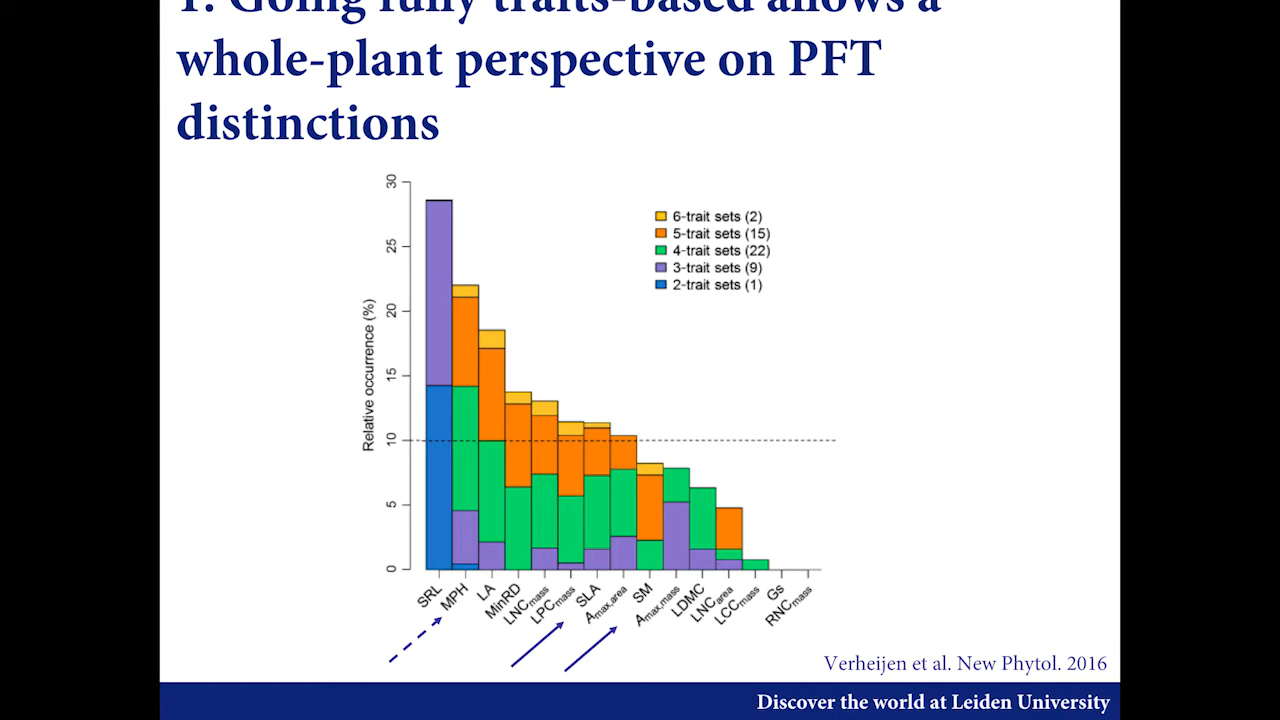 1. Going fully traits-based allows a
whole-plant perspective on PFT
distinctions
30
25
20
15
10
5
0
Relative occurrence (%)
6-trait sets (2)
5-trait sets (15)
4-trait sets (22)
3-trait sets (9)
2-trait sets (1)
SRL
MPH
LA
MinRD
LNCmass
LPCmass
SLA
Amax,area
SM
Amax,mass
LDMC
LNCarea
LCCmass
Gs
RNCmass
Verheijen et al. New Phytol. 2016
Discover the world at Leiden University